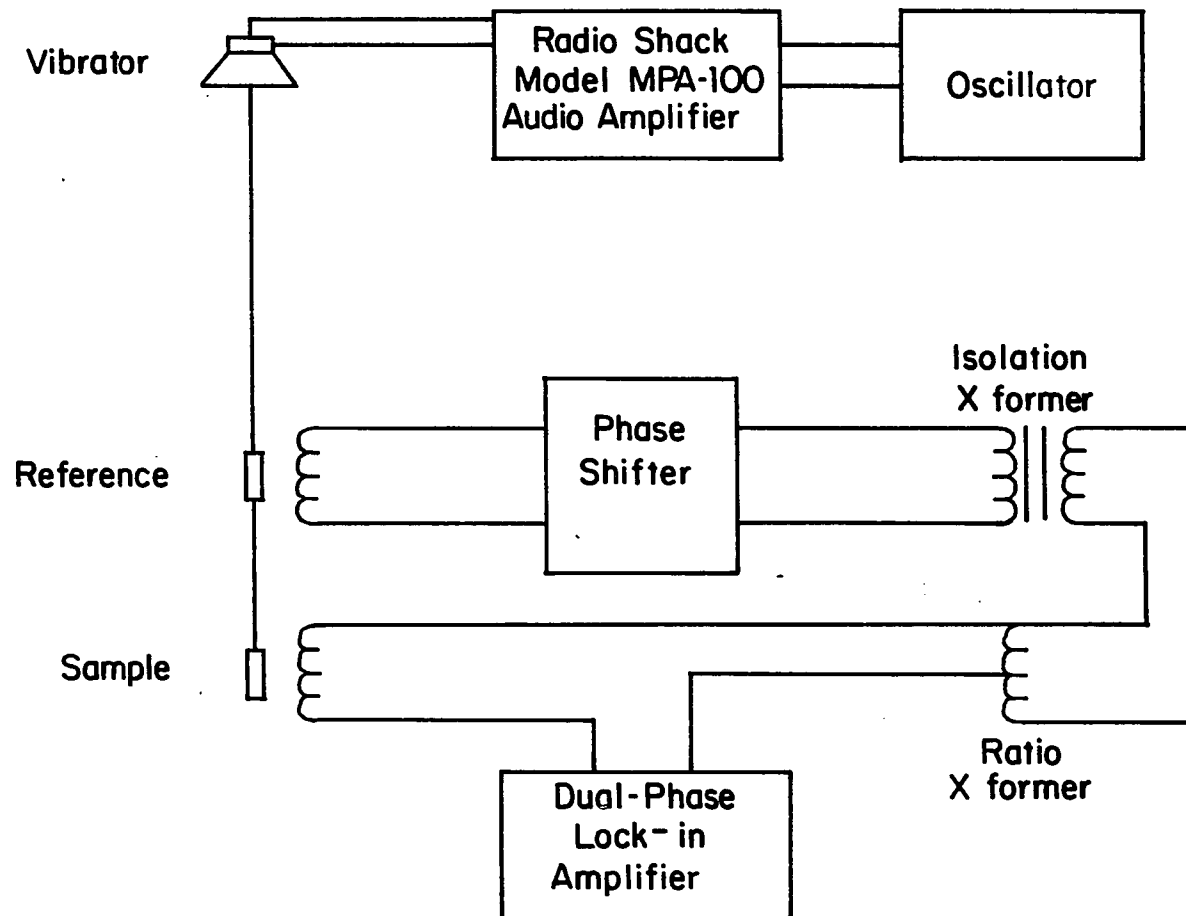 Vibrator
Radio Shack
Model MPA-100
Audio Amplifier
Oscillator
Isolation
X former
Phase
Shifter
Reference
Sample
Ratio
X former
Dual-Phase
Lock-in
Amplifier